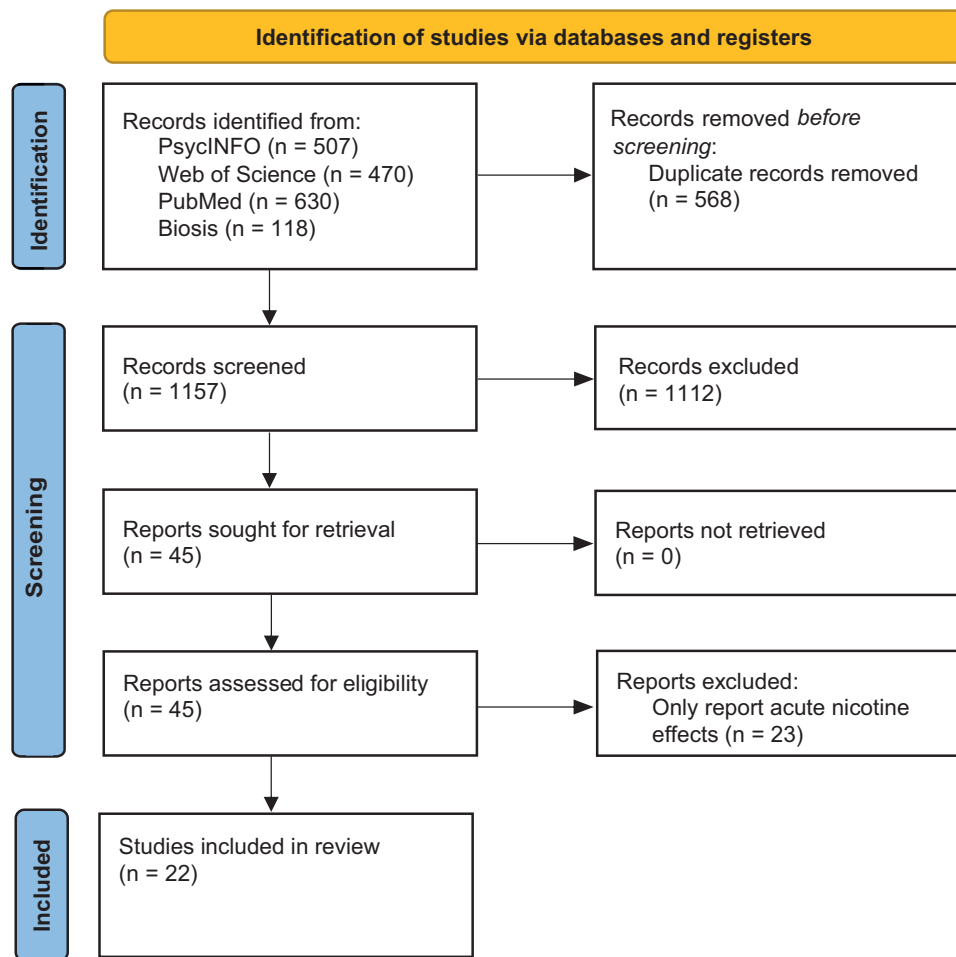 Identification of studies via databases and registers
Identification
Records identified from:
PsycINFO (n = 507)
Web of Science (n = 470)
PubMed (n = 630)
Biosis (n = 118)
Records removed before
screening:
Duplicate records removed
(n = 568)
Screening
Records screened
(n = 1157)
Records excluded
(n = 1112)
Reports sought for retrieval
(n = 45)
Reports not retrieved
(n = 0)
Reports assessed for eligibility
(n = 45)
Reports excluded:
Only report acute nicotine
effects (n = 23)
Included
Studies included in review
(n = 22)